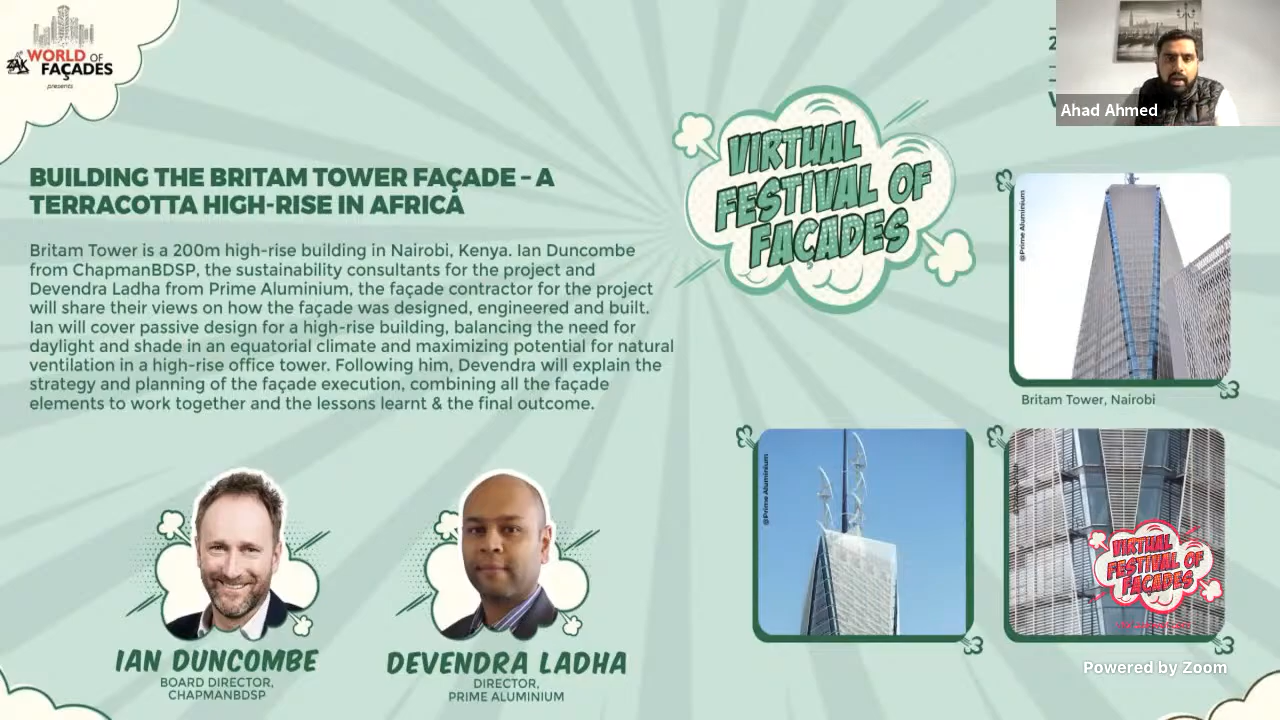 ZAK WORLD OF
FAÇADES
presents
BUILDING THE BRITAM TOWER FAÇADE – A
TERRACOTTA HIGH-RISE IN AFRICA
Britam Tower is a 200m high-rise building in Nairobi, Kenya. Ian Duncombe
from ChapmanBDSP, the sustainability consultants for the project and
Devendra Ladha from Prime Aluminium, the façade contractor for the project
will share their views on how the façade was designed, engineered and built.
Ian will cover passive design for a high-rise building, balancing the need for
daylight and shade in an equatorial climate and maximizing potential for natural
ventilation in a high-rise office tower. Following him, Devendra will explain the
strategy and planning of the façade execution, combining all the façade
elements to work together and the lessons learnt & the final outcome.
IAN DUNCOMBE
BOARD DIRECTOR,
CHAPMANBDSP
DEVENDRA LADHA
DIRECTOR,
PRIME ALUMINIUM
VIRTUAL
FESTIVAL OF
FAÇADES
Ahad Ahmed
@Prime Aluminium
Britam Tower, Nairobi
@Prime Aluminium
VIRTUAL
FESTIVAL OF
FAÇADES
Powered by Zoom